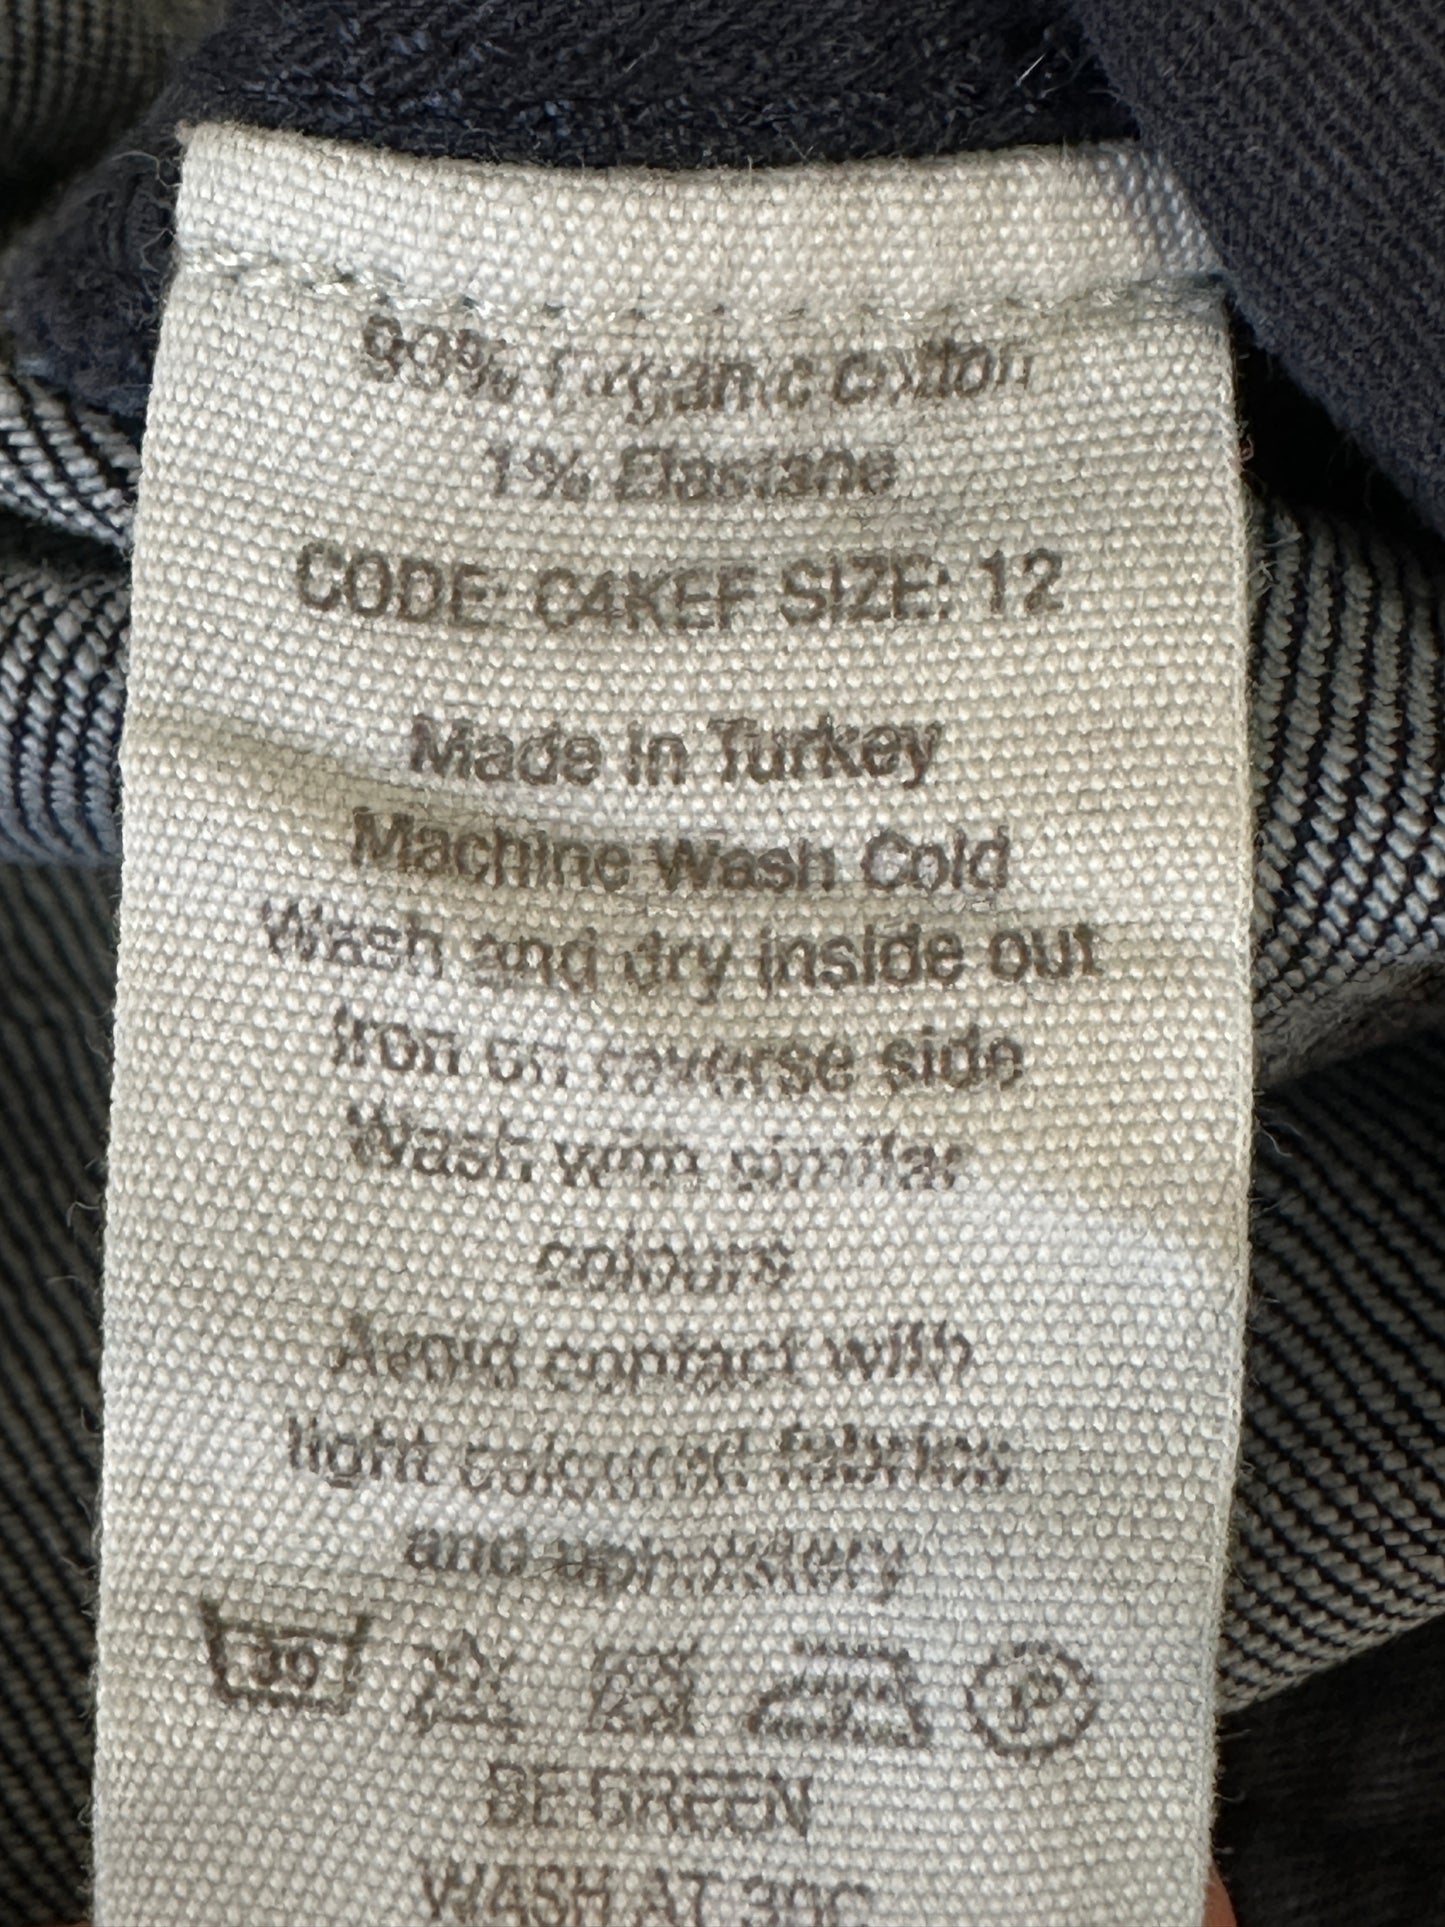 99% Organic cotton
1% Elastane
CODE: C4KEF SIZE: 12
Made in Turkey
Machine Wash Cold
Wash and dry inside out
Iron on reverse side
Wash with similar
colours
Avoid contact with
light coloured fabrics
and upholstery
30 P
BE GREEN
WASH AT 30C